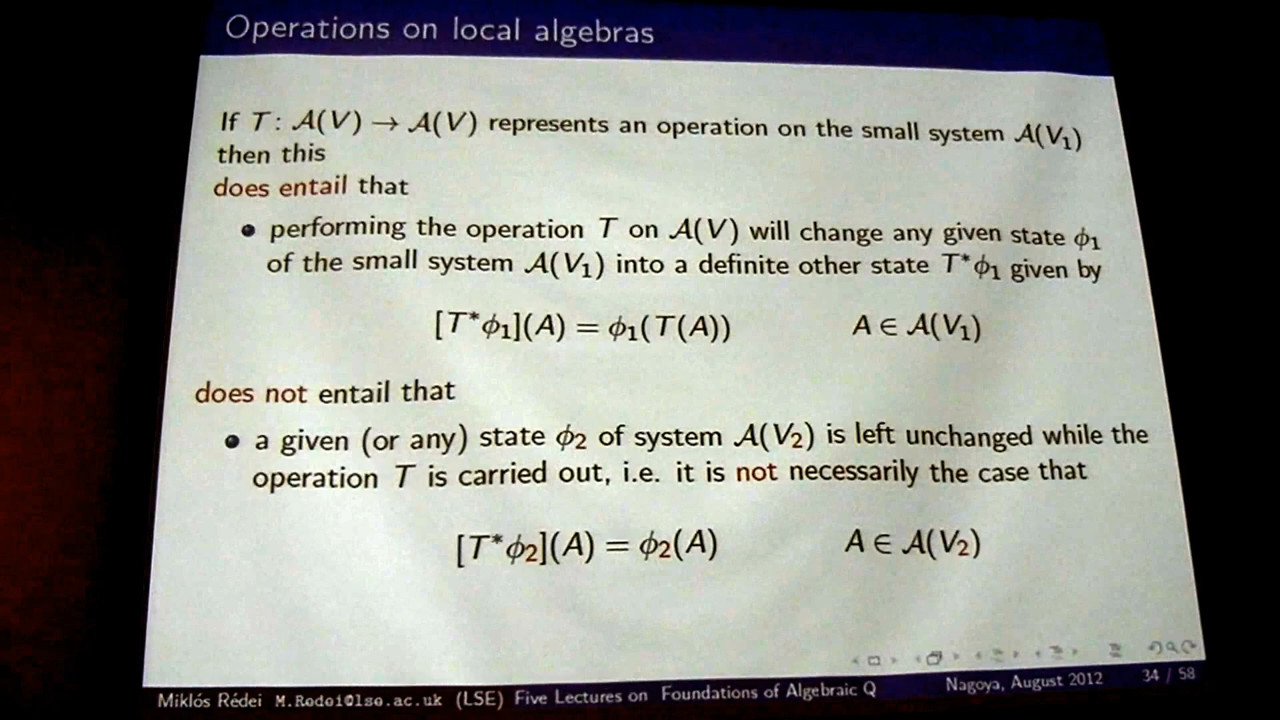 Operations on local algebras
If T : 𝒜(V) → 𝒜(V) represents an operation on the small system 𝒜(V₁)
then this
does entail that
● performing the operation T on 𝒜(V) will change any given state ϕ₁
of the small system 𝒜(V₁) into a definite other state T*ϕ₁ given by
[T*ϕ₁](A) = ϕ₁(T(A)) A ∈ 𝒜(V₁)
does not entail that
● a given (or any) state ϕ₂ of system 𝒜(V₂) is left unchanged while the
operation T is carried out, i.e. it is not necessarily the case that
[T*ϕ₂](A) = ϕ₂(A) A ∈ 𝒜(V₂)
Miklós Rédei M.Redei@lse.ac.uk (LSE) Five Lectures on Foundations of Algebraic Q Nagoya, August 2012 34 / 58